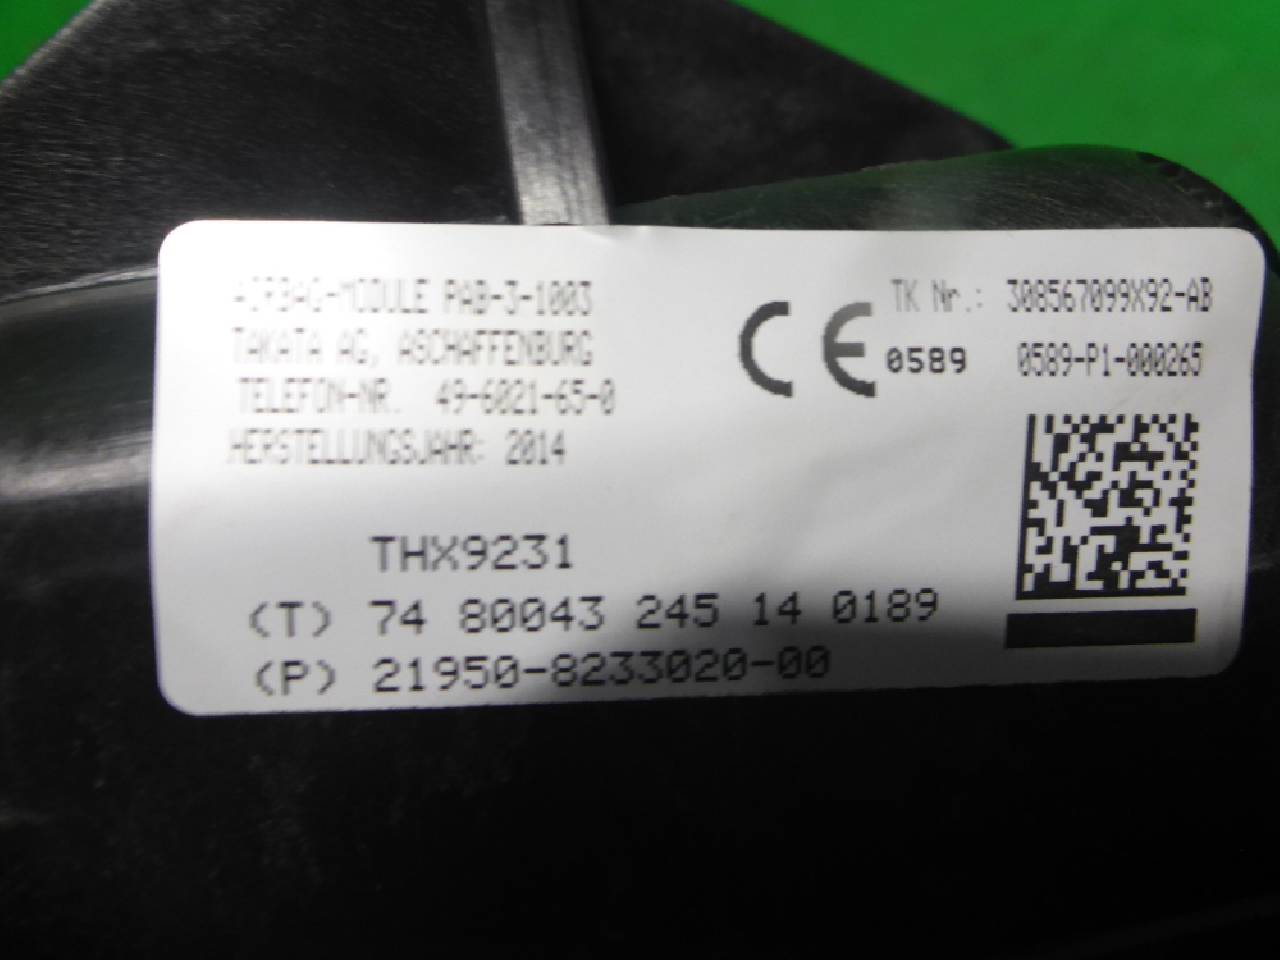 AIRBAG-MODULE PAB-3-1003
TAKATA AG, ASCHAFFENBURG
TELEFON-NR. 49-6021-65-0
HERSTELLUNGSJAHR: 2014
CE 0589
TK Nr.: 308567099X92-AB
0589-P1-000265
THX9231
(T) 74 80043 245 14 0189
(P) 21950-8233020-00